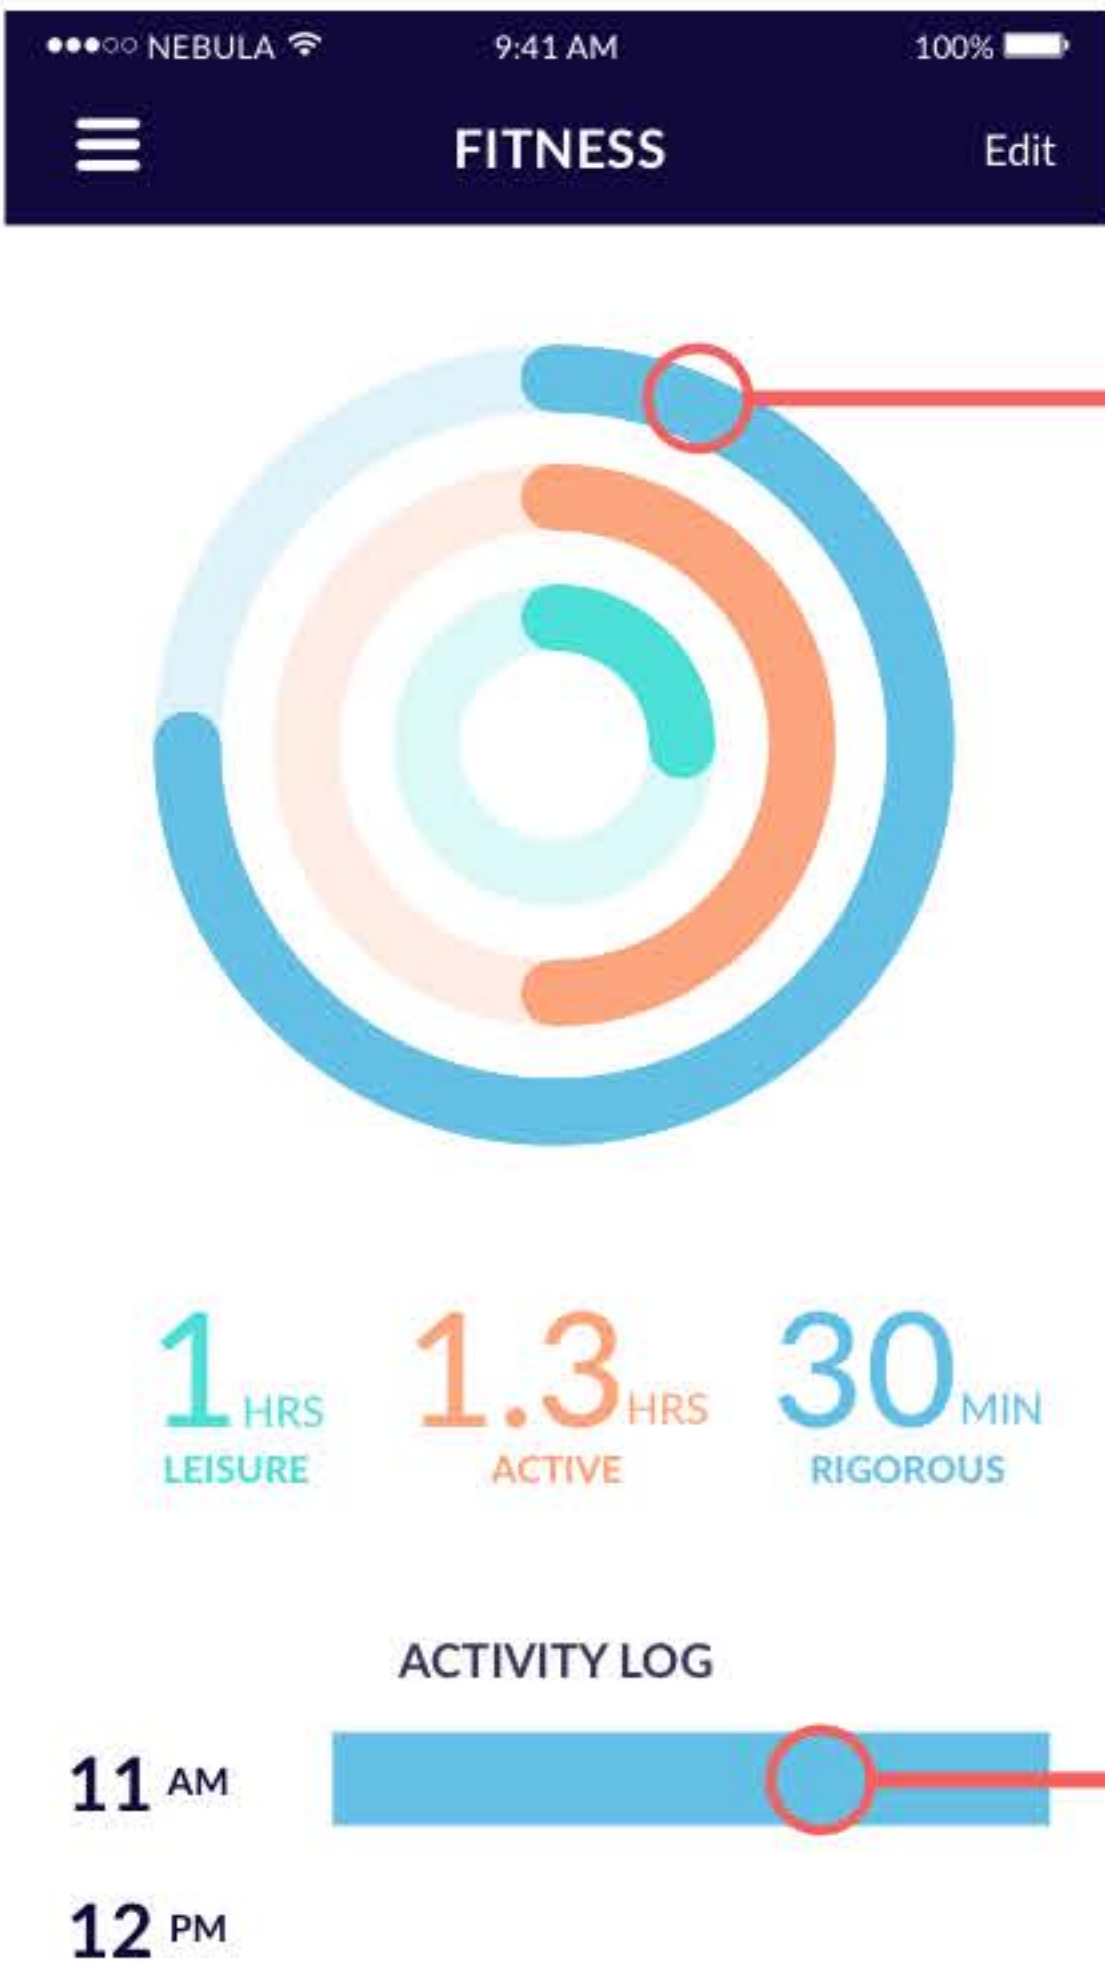 NEBULA 9:41 AM 100%
FITNESS Edit
1 HRS 1.3 HRS 30 MIN
LEISURE ACTIVE RIGOROUS
ACTIVITY LOG
11 AM
12 PM